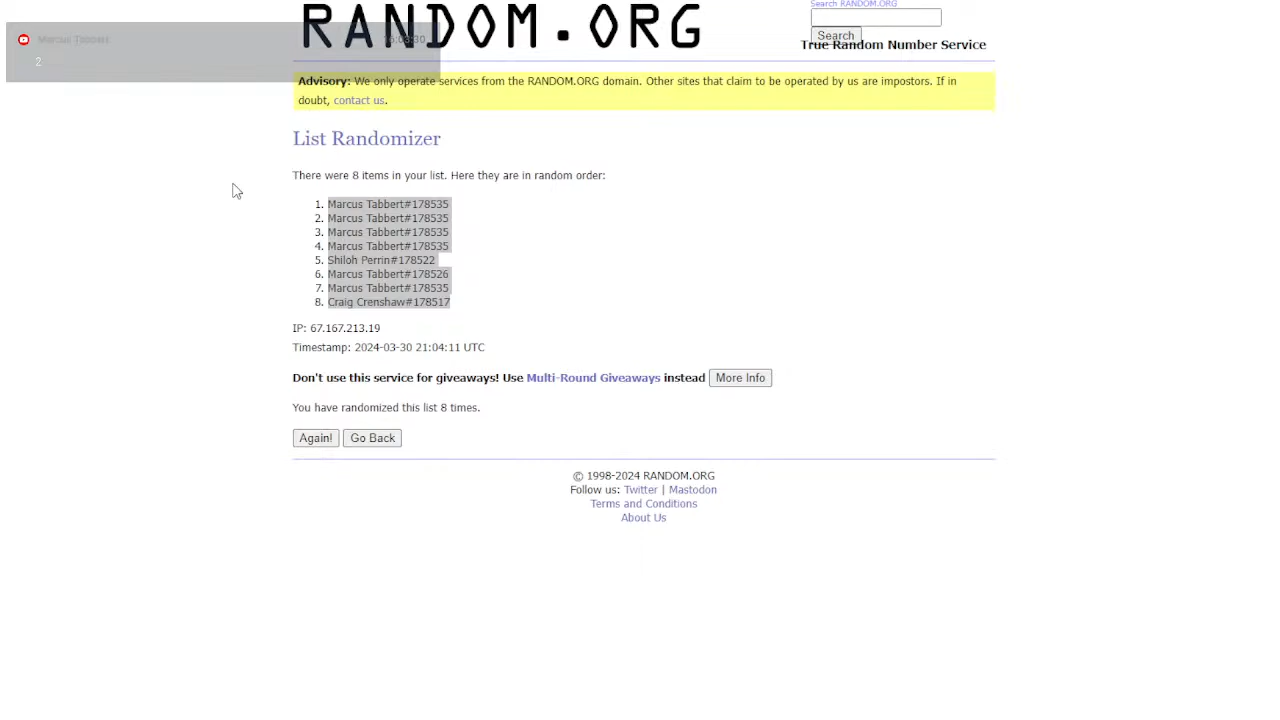 Search RANDOM.ORG
RANDOM.ORG
Search
True Random Number Service
Marcus Tabbert
2
Advisory: We only operate services from the RANDOM.ORG domain. Other sites that claim to be operated by us are impostors. If in
doubt, contact us.
List Randomizer
There were 8 items in your list. Here they are in random order:
1. Marcus Tabbert#178535
2. Marcus Tabbert#178535
3. Marcus Tabbert#178535
4. Marcus Tabbert#178535
5. Shiloh Perrin#178522
6. Marcus Tabbert#178526
7. Marcus Tabbert#178535
8. Craig Crenshaw#178517
IP: 67.167.213.19
Timestamp: 2024-03-30 21:04:11 UTC
Don't use this service for giveaways! Use Multi-Round Giveaways instead More Info
You have randomized this list 8 times.
Again! Go Back
© 1998-2024 RANDOM.ORG
Follow us: Twitter | Mastodon
Terms and Conditions
About Us